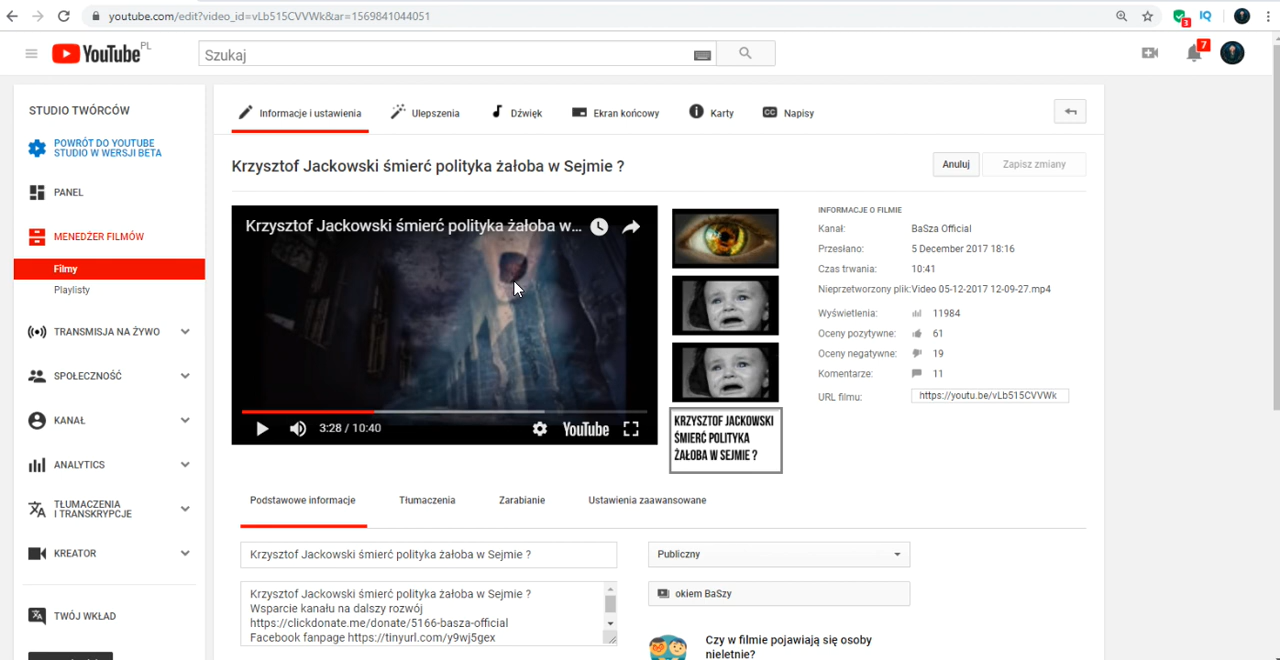 youtube.com/edit?video_id=vLb515CVVWk&ar=1569841044051
3
IQ
YouTube PL
Szukaj
7
STUDIO TWÓRCÓW
POWRÓT DO YOUTUBE
STUDIO W WERSJI BETA
PANEL
MENEDŻER FILMÓW
Filmy
Playlisty
TRANSMISJA NA ŻYWO
SPOŁECZNOŚĆ
KANAŁ
ANALYTICS
TŁUMACZENIA
I TRANSKRYPCJE
KREATOR
TWÓJ WKŁAD
Informacje i ustawienia
Ulepszenia
Dźwięk
Ekran końcowy
Karty
CC Napisy
Krzysztof Jackowski śmierć polityka żałoba w Sejmie ?
Anuluj
Zapisz zmiany
Krzysztof Jackowski śmierć polityka żałoba w...
3:28 / 10:40
YouTube
KRZYSZTOF JACKOWSKI
ŚMIERĆ POLITYKA
ŻAŁOBA W SEJMIE ?
INFORMACJE O FILMIE
Kanał: BaSza Official
Przesłano: 5 December 2017 18:16
Czas trwania: 10:41
Nieprzetworzony plik:Video 05-12-2017 12-09-27.mp4
Wyświetlenia: 11984
Oceny pozytywne: 61
Oceny negatywne: 19
Komentarze: 11
URL filmu: https://youtu.be/vLb515CVVWk
Podstawowe informacje
Tłumaczenia
Zarabianie
Ustawienia zaawansowane
Krzysztof Jackowski śmierć polityka żałoba w Sejmie ?
Publiczny
Krzysztof Jackowski śmierć polityka żałoba w Sejmie ?
Wsparcie kanału na dalszy rozwój
https://clickdonate.me/donate/5166-basza-official
Facebook fanpage https://tinyurl.com/y9wj5gex
okiem BaSzy
Czy w filmie pojawiają się osoby
nieletnie?